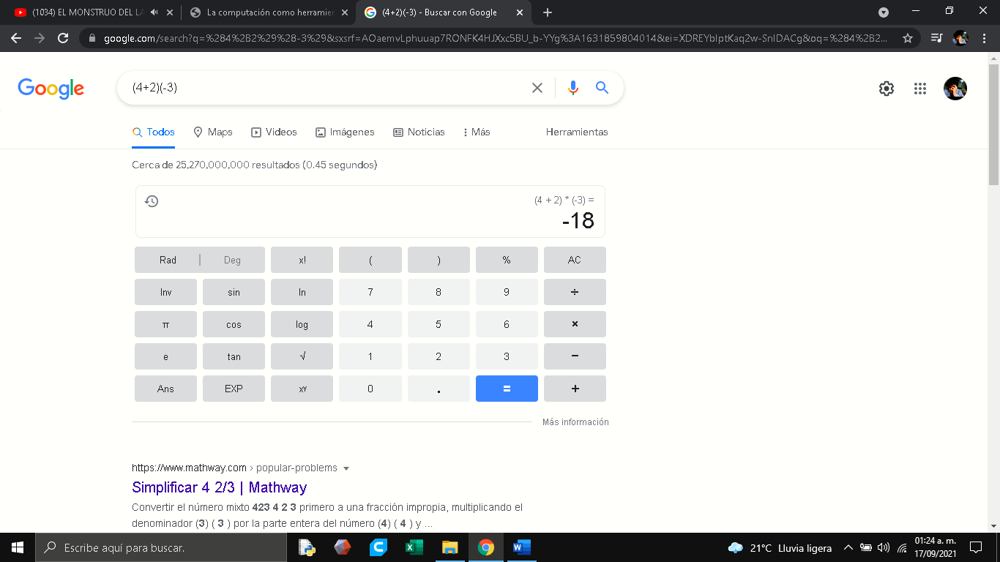 (1034) EL MONSTRUO DEL LA
La computación como herramier
(4+2)(-3) - Buscar con Google
google.com/search?q=%284%2B2%29%28-3%29&sxsrf=AOaemvLphuuap7RONFK4HJXxc5BU_b-YYg%3A1631859804014&ei=XDREYbIptKaq2w-SnIDACg&oq=%284%2B2...
Google
(4+2)(-3)
Todos
Maps
Videos
Imágenes
Noticias
Más
Herramientas
Cerca de 25,270,000,000 resultados (0.45 segundos)
(4 + 2) * (-3) =
-18
Rad | Deg x! ( ) % AC
Inv sin ln 7 8 9 ÷
π cos log 4 5 6 ×
e tan √ 1 2 3 −
Ans EXP xʸ 0 . = +
Más información
https://www.mathway.com › popular-problems
Simplificar 4 2/3 | Mathway
Convertir el número mixto 423 4 2 3 primero a una fracción impropia, multiplicando el
denominador (3) ( 3 ) por la parte entera del número (4) ( 4 ) y ...
Escribe aquí para buscar.
21°C Lluvia ligera
01:24 a. m.
17/09/2021